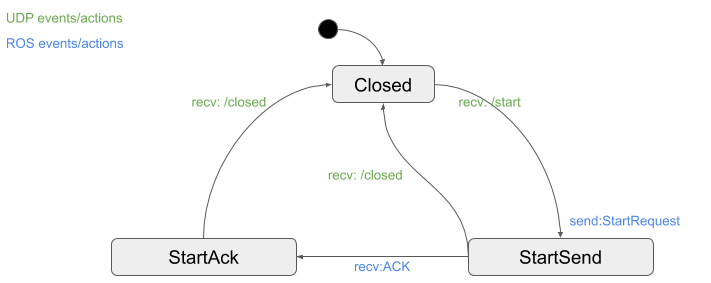 UDP events/actions
ROS events/actions
Closed
recv: /closed
recv: /start
recv: /closed
send:StartRequest
StartAck
StartSend
recv:ACK